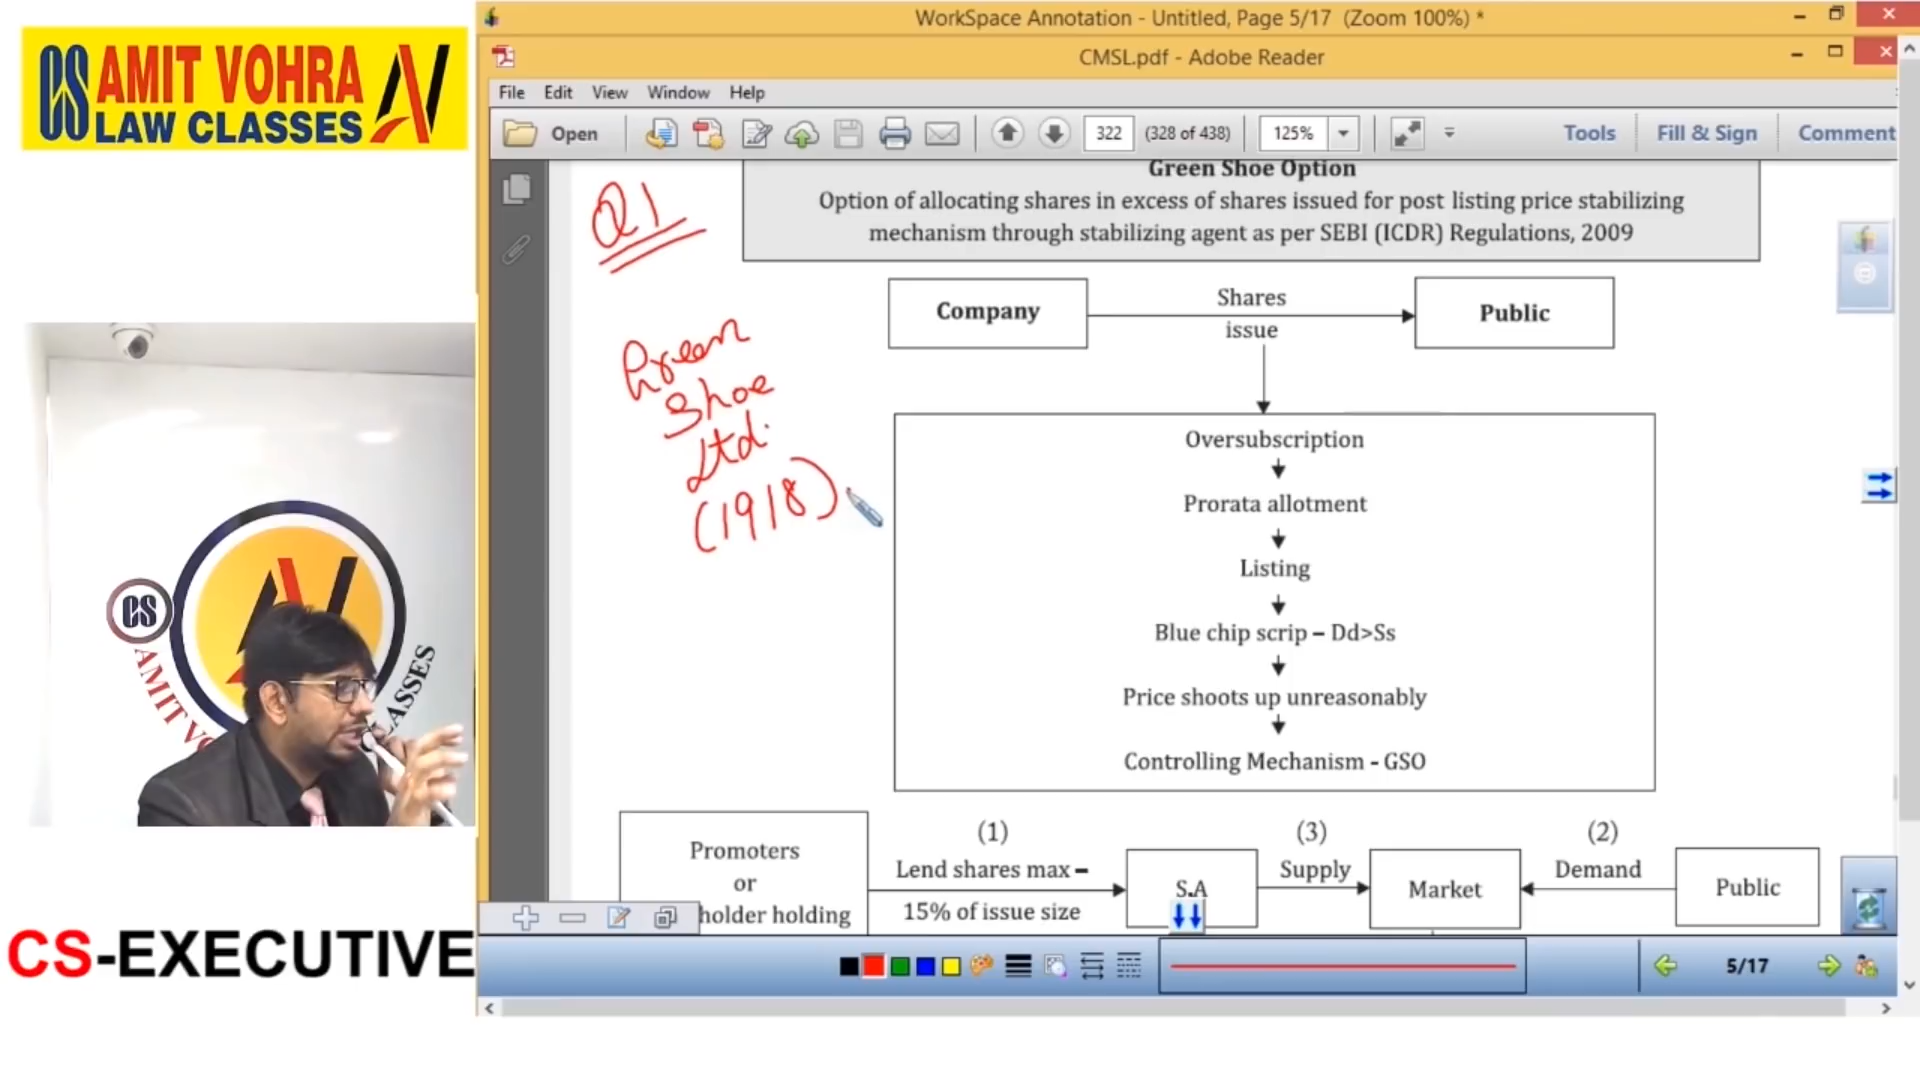 CS AMIT VOHRA
LAW CLASSES
WorkSpace Annotation - Untitled, Page 5/17 (Zoom 100%) *
CMSL.pdf - Adobe Reader
File Edit View Window Help
Open 322 (328 of 438) 125% Tools Fill & Sign Comment
Green Shoe Option
Option of allocating shares in excess of shares issued for post listing price stabilizing
mechanism through stabilizing agent as per SEBI (ICDR) Regulations, 2009
Q1
Company
Shares
issue
Public
Green
Shoe
Ltd.
(1918)
Oversubscription
Prorata allotment
Listing
Blue chip scrip – Dd>Ss
Price shoots up unreasonably
Controlling Mechanism - GSO
Promoters
or
holder holding
(1)
Lend shares max –
15% of issue size
S.A
(3)
Supply
Market
(2)
Demand
Public
5/17
CS
AMIT VO
ASSES
CS-EXECUTIVE